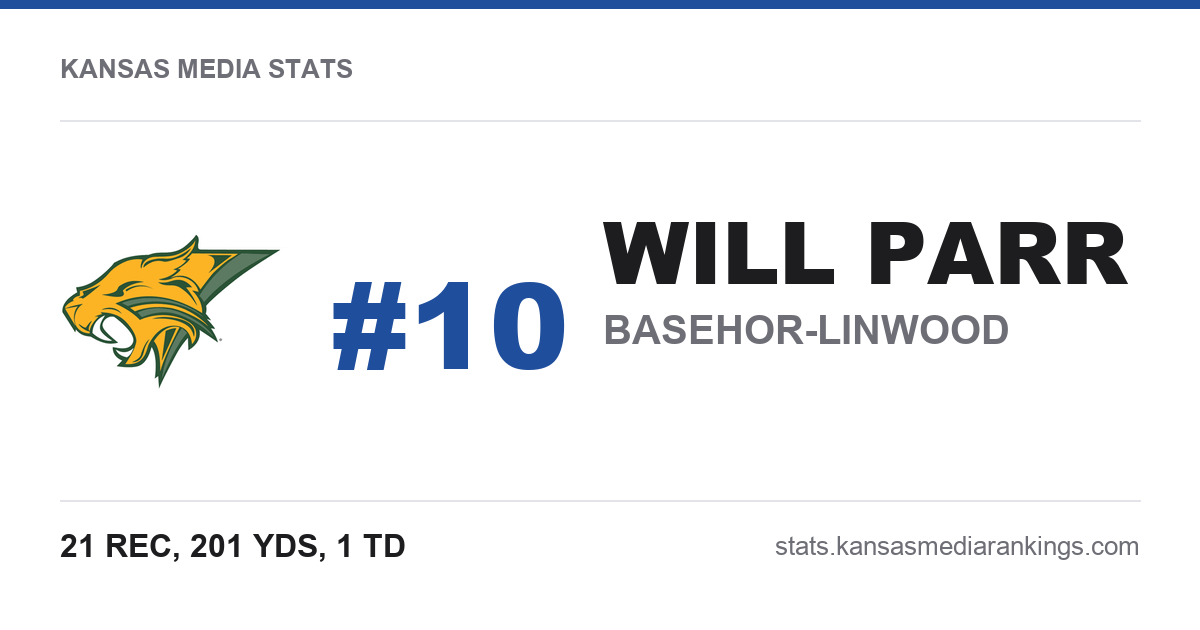 KANSAS MEDIA STATS
#10
WILL PARR
BASEHOR-LINWOOD
21 REC, 201 YDS, 1 TD
stats.kansasmediarankings.com